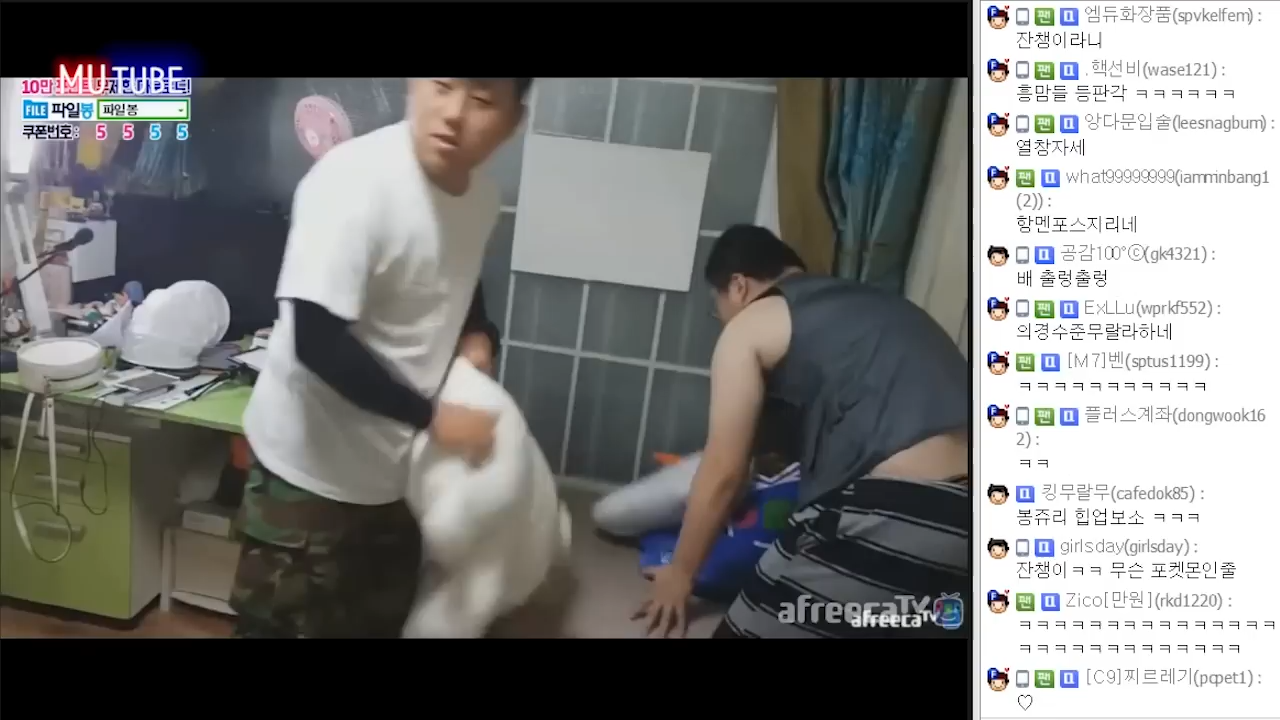 MUTUBE
FILE 파일봉 파일봉
쿠폰번호: 5 5 5 5
afreecaTV
afreecaTV
엠듀화장품(spvkelfem) :
잔챙이라니
.핵선비(wase121) :
흥맘들 등판각 ㅋㅋㅋㅋㅋㅋ
앙다문입술(leesnagbum) :
열창자세
what99999999(iamminbang1
(2)) :
항멘포스지리네
공감100°ⓒ(gk4321) :
배 출렁출렁
ExLLu(wprkf552) :
의경수준무랄라하네
[M7]벤(sptus1199) :
ㅋㅋㅋㅋㅋㅋㅋㅋㅋㅋㅋ
플러스계좌(dongwook16
2) :
ㅋㅋ
킹무랄무(cafedok85) :
봉쥬리 힙업보소 ㅋㅋㅋ
girlsday(girlsday) :
잔챙이ㅋㅋ 무슨 포켓몬인줄
Zico[만원](rkd1220) :
ㅋㅋㅋㅋㅋㅋㅋㅋㅋㅋㅋㅋㅋㅋㅋ
ㅋㅋㅋㅋㅋㅋㅋㅋㅋㅋㅋㅋㅋ
[C9]찌르레기(pcpet1) :
♡